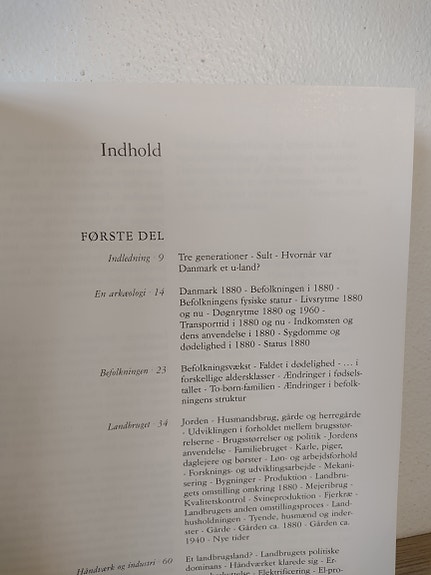 Indhold
FØRSTE DEL
Indledning · 9 Tre generationer - Sult - Hvornår var
Danmark et u-land?
En arkæologi · 14 Danmark 1880 - Befolkningen i 1880 -
Befolkningens fysiske statur - Livsrytme 1880
og nu - Døgnrytme 1880 og 1960 -
Transporttid i 1880 og nu - Indkomsten og
dens anvendelse i 1880 - Sygdomme og
dødelighed i 1880 - Status 1880
Befolkningen · 23 Befolkningsvækst - Faldet i dødelighed - … i
forskellige aldersklasser - Ændringer i fødsels-
tallet - To-børn-familien - Ændringer i befolk-
ningens struktur
Landbruget · 34 Jorden - Husmandsbrug, gårde og herregårde
- Udviklingen i forholdet mellem brugsstør-
relserne - Brugsstørrelser og politik - Jordens
anvendelse - Familiebruget - Karle, piger,
daglejere og børster - Løn- og arbejdsforhold
- Forsknings- og udviklingsarbejde - Mekani-
sering - Bygninger - Produktion - Landbru-
gets omstilling omkring 1880 - Mejeribrug -
Kvalitetskontrol - Svineproduktion - Fjerkræ -
Landbrugets anden omstillingsproces - Land-
husholdningen - Tyende, husmænd og inder-
ster - Gårde - Gården ca. 1880 - Gården ca.
1940 - Nye tider
Håndværk og industri · 60 Et landbrugsland? - Landbrugets politiske
dominans - Håndværket klarede sig - Er-
- Elektrificering - El-pro-